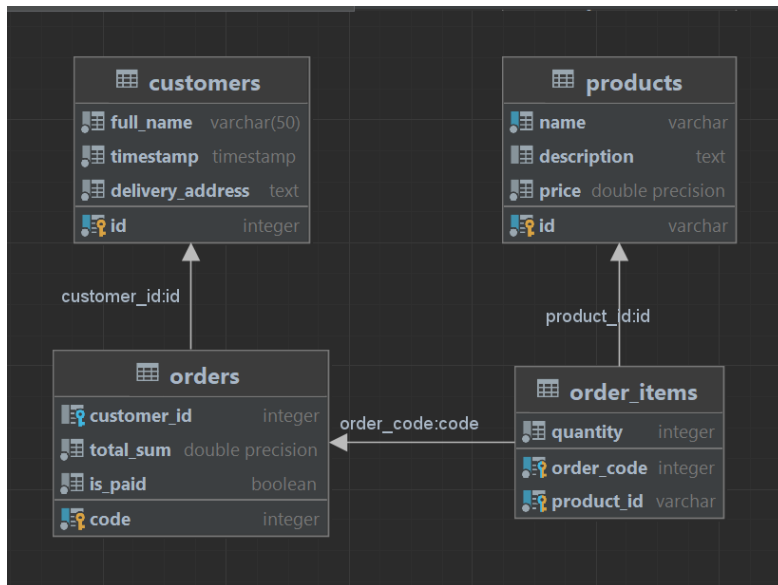 customers
full_name varchar(50)
timestamp timestamp
delivery_address text
id integer
products
name varchar
description text
price double precision
id varchar
customer_id:id
product_id:id
orders
customer_id integer
total_sum double precision
is_paid boolean
code integer
order_code:code
order_items
quantity integer
order_code integer
product_id varchar